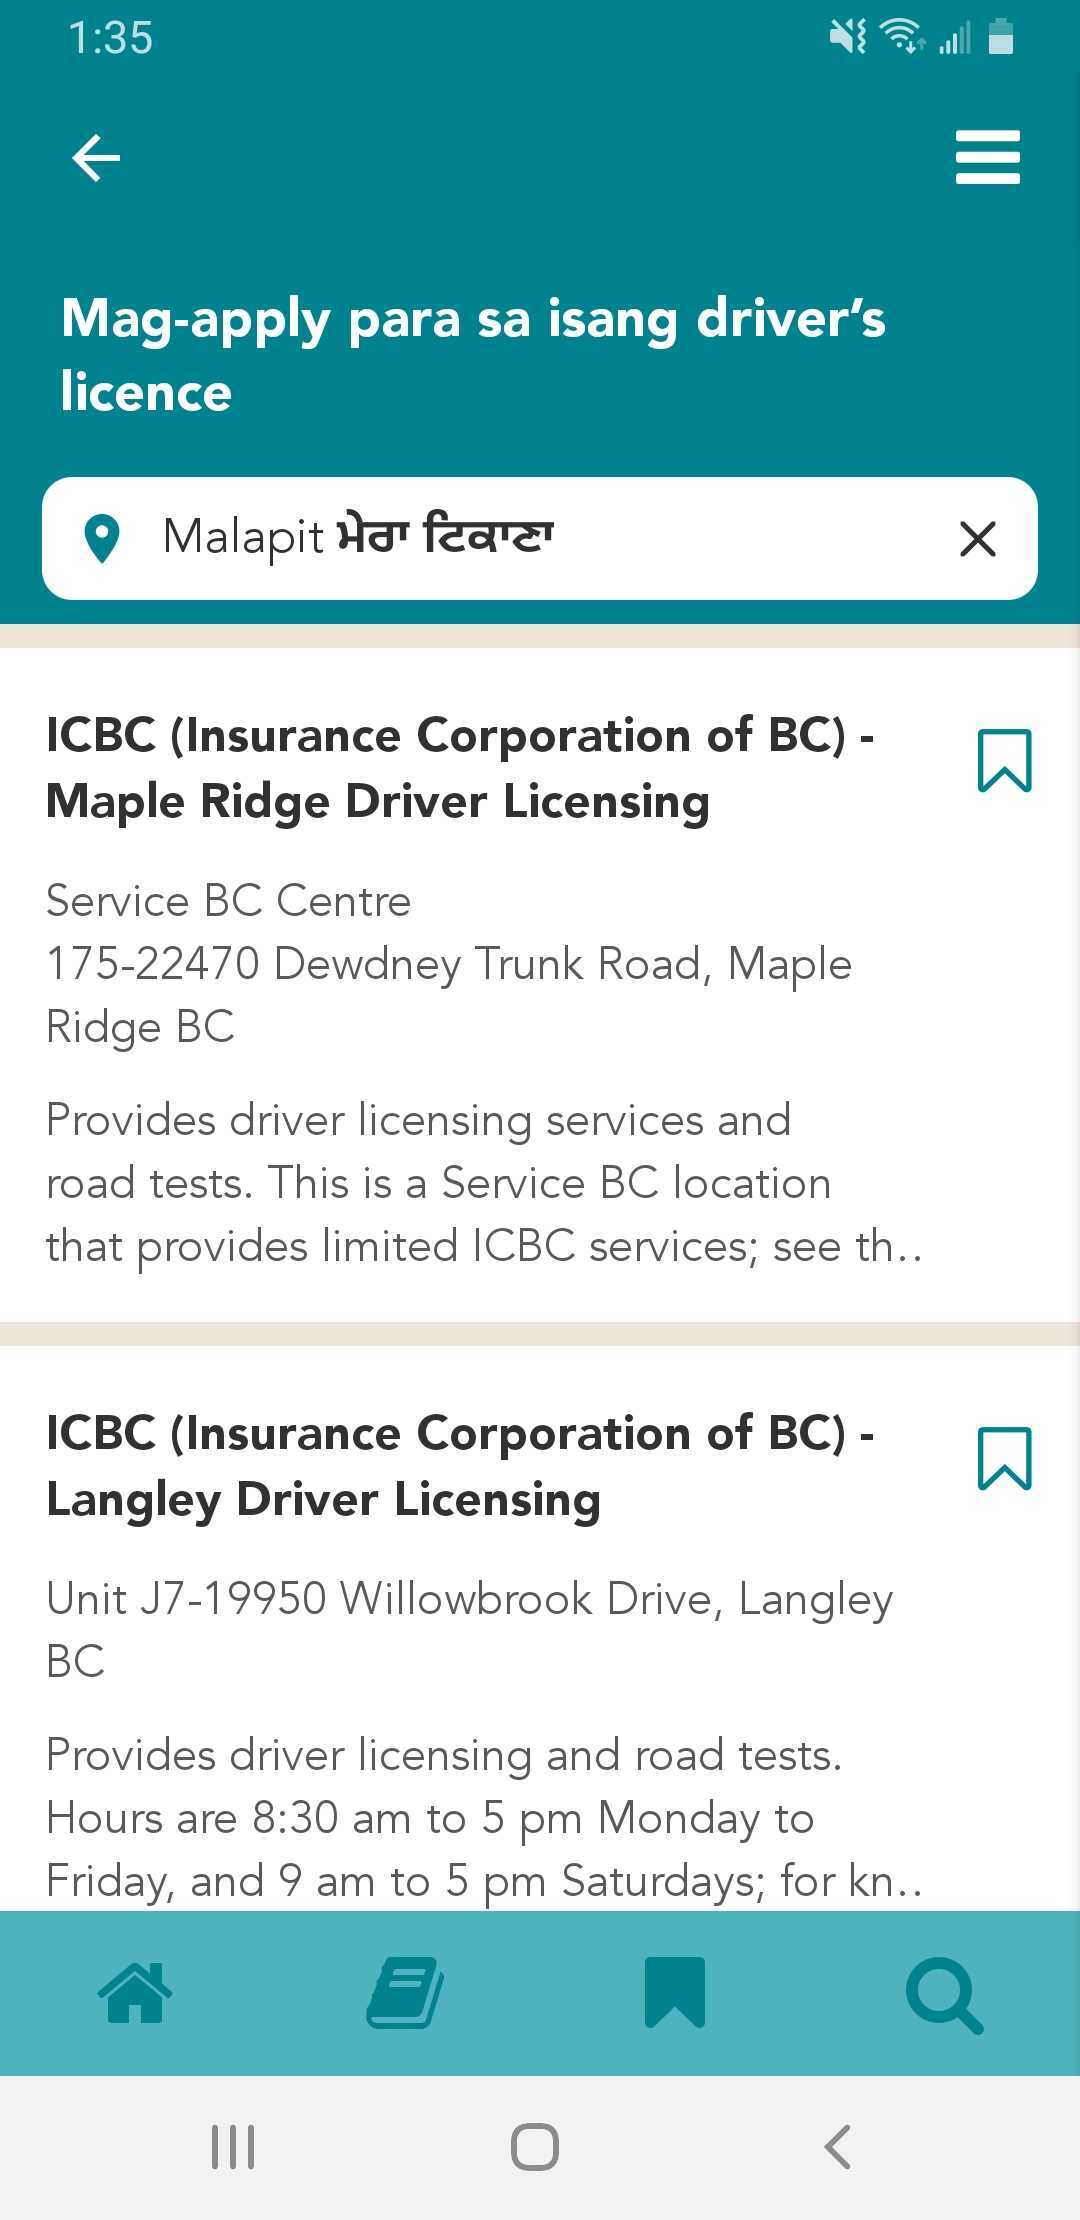 1:35
Mag-apply para sa isang driver’s
licence
Malapit ਮੇਰਾ ਟਿਕਾਣਾ
ICBC (Insurance Corporation of BC) -
Maple Ridge Driver Licensing
Service BC Centre
175-22470 Dewdney Trunk Road, Maple
Ridge BC
Provides driver licensing services and
road tests. This is a Service BC location
that provides limited ICBC services; see th..
ICBC (Insurance Corporation of BC) -
Langley Driver Licensing
Unit J7-19950 Willowbrook Drive, Langley
BC
Provides driver licensing and road tests.
Hours are 8:30 am to 5 pm Monday to
Friday, and 9 am to 5 pm Saturdays; for kn..